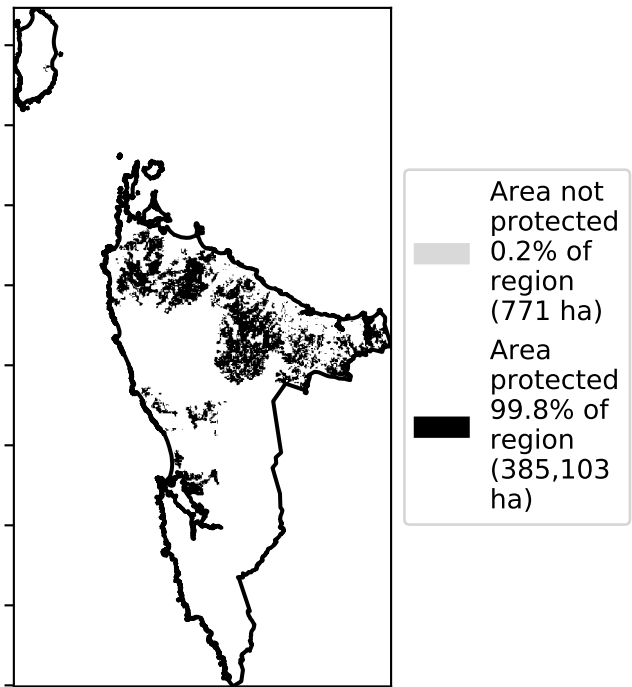 Area not
protected
0.2% of
region
(771 ha)
Area
protected
99.8% of
region
(385,103
ha)